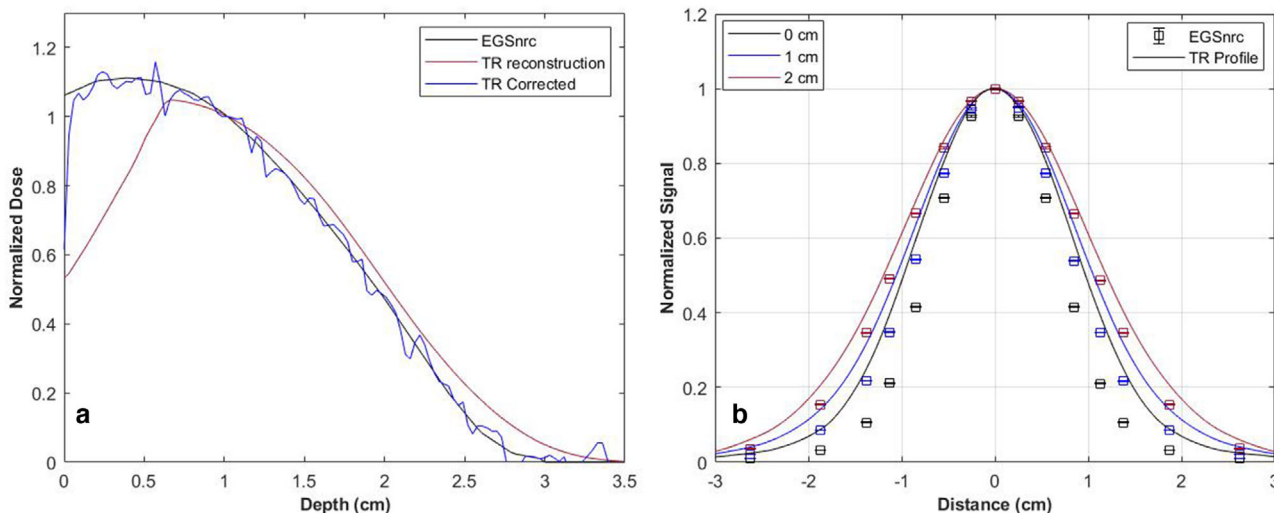 1.2
1
0.8
0.6
0.4
0.2
0
Normalized Dose
EGSnrc
TR reconstruction
TR Corrected
a
0 0.5 1 1.5 2 2.5 3 3.5
Depth (cm)
1.2
1
0.8
0.6
0.4
0.2
0
Normalized Signal
0 cm
1 cm
2 cm
EGSnrc
TR Profile
b
-3 -2 -1 0 1 2 3
Distance (cm)